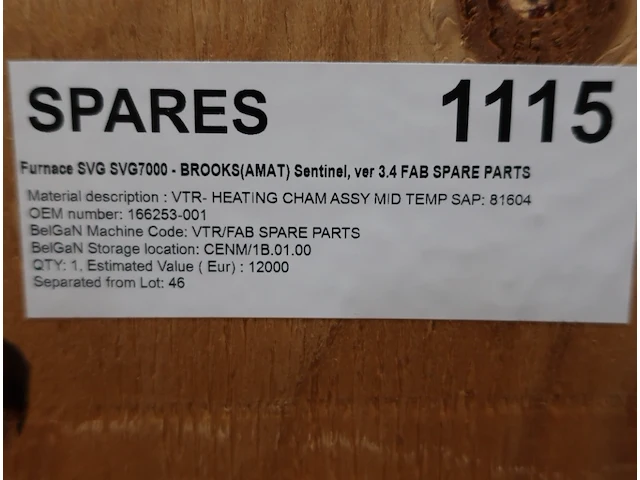 SPARES 1115
Furnace SVG SVG7000 - BROOKS(AMAT) Sentinel, ver 3.4 FAB SPARE PARTS
Material description : VTR- HEATING CHAM ASSY MID TEMP SAP: 81604
OEM number: 166253-001
BelGaN Machine Code: VTR/FAB SPARE PARTS
BelGaN Storage location: CENM/1B.01.00
QTY: 1, Estimated Value ( Eur) : 12000
Separated from Lot: 46